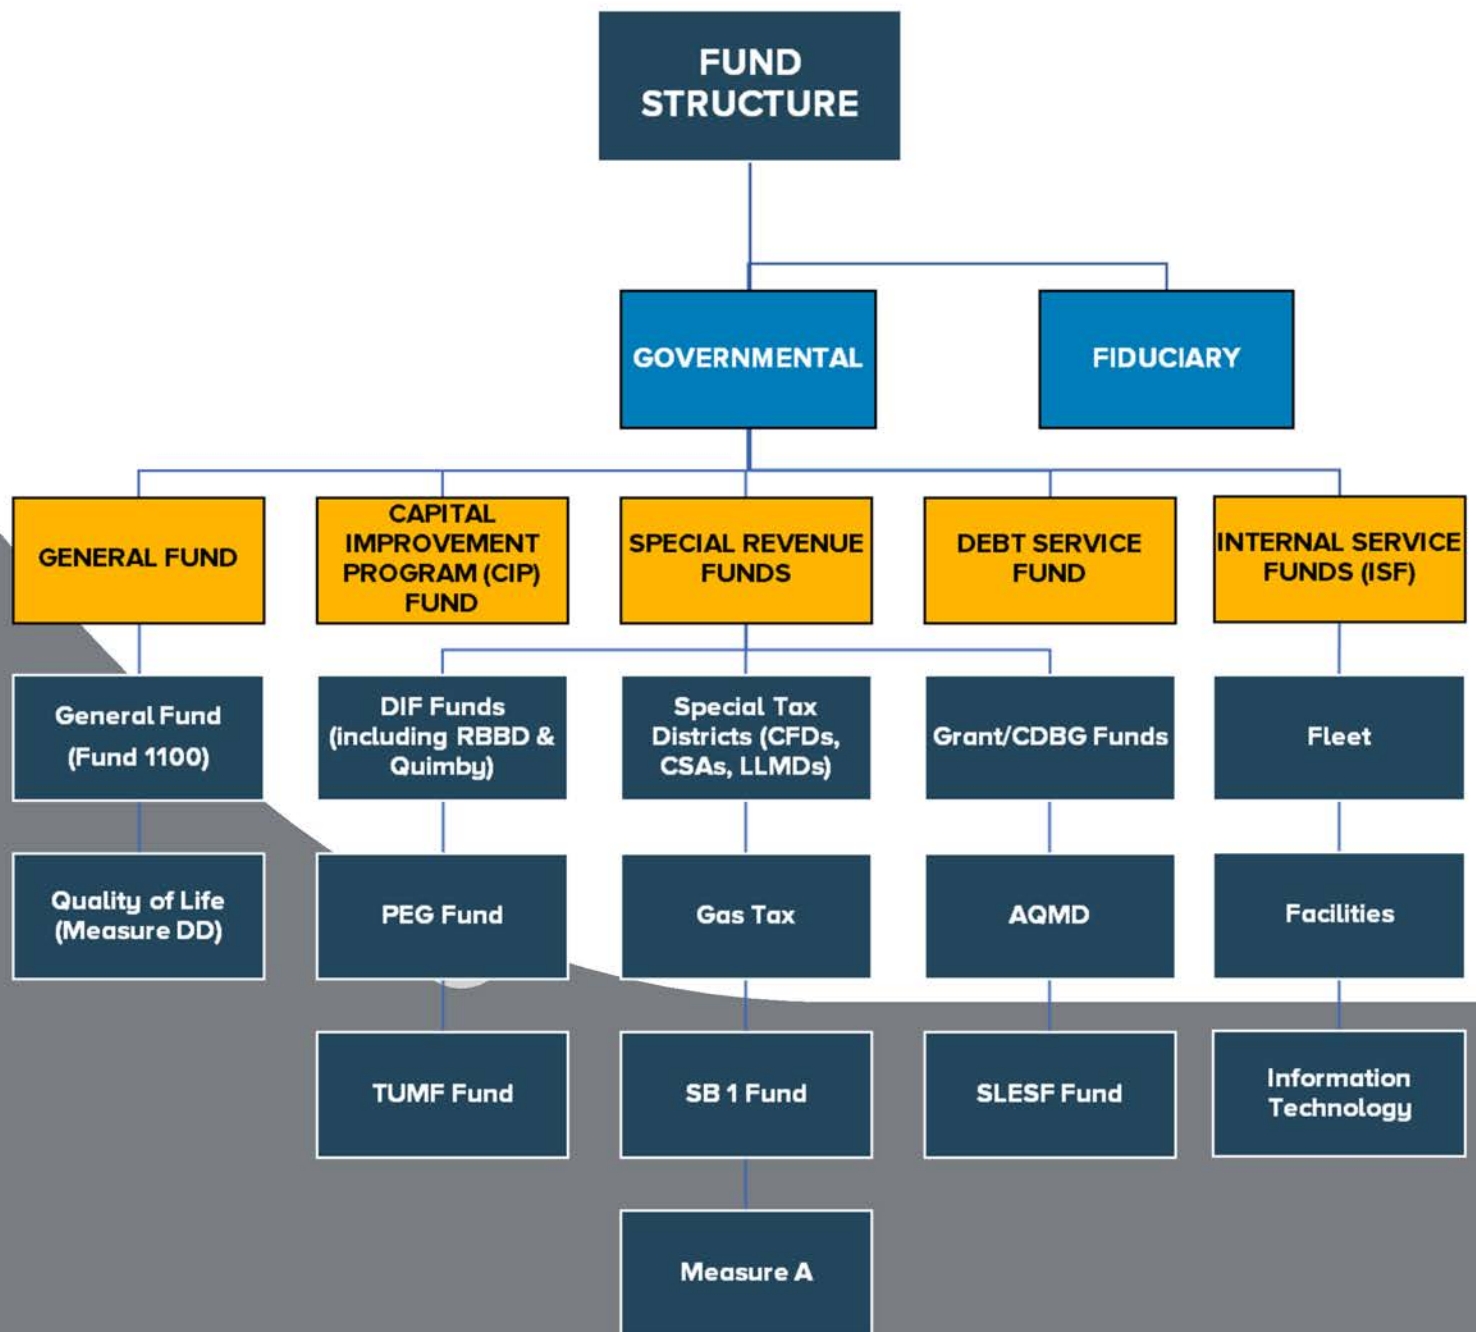 FUND
STRUCTURE
GOVERNMENTAL
FIDUCIARY
GENERAL FUND
CAPITAL
IMPROVEMENT
PROGRAM (CIP)
FUND
SPECIAL REVENUE
FUNDS
DEBT SERVICE
FUND
INTERNAL SERVICE
FUNDS (ISF)
General Fund
(Fund 1100)
DIF Funds
(including RBBD &
Quimby)
Special Tax
Districts (CFDs,
CSAs, LLMDs)
Grant/CDBG Funds
Fleet
Quality of Life
(Measure DD)
PEG Fund
Gas Tax
AQMD
Facilities
TUMF Fund
SB 1 Fund
SLESF Fund
Information
Technology
Measure A